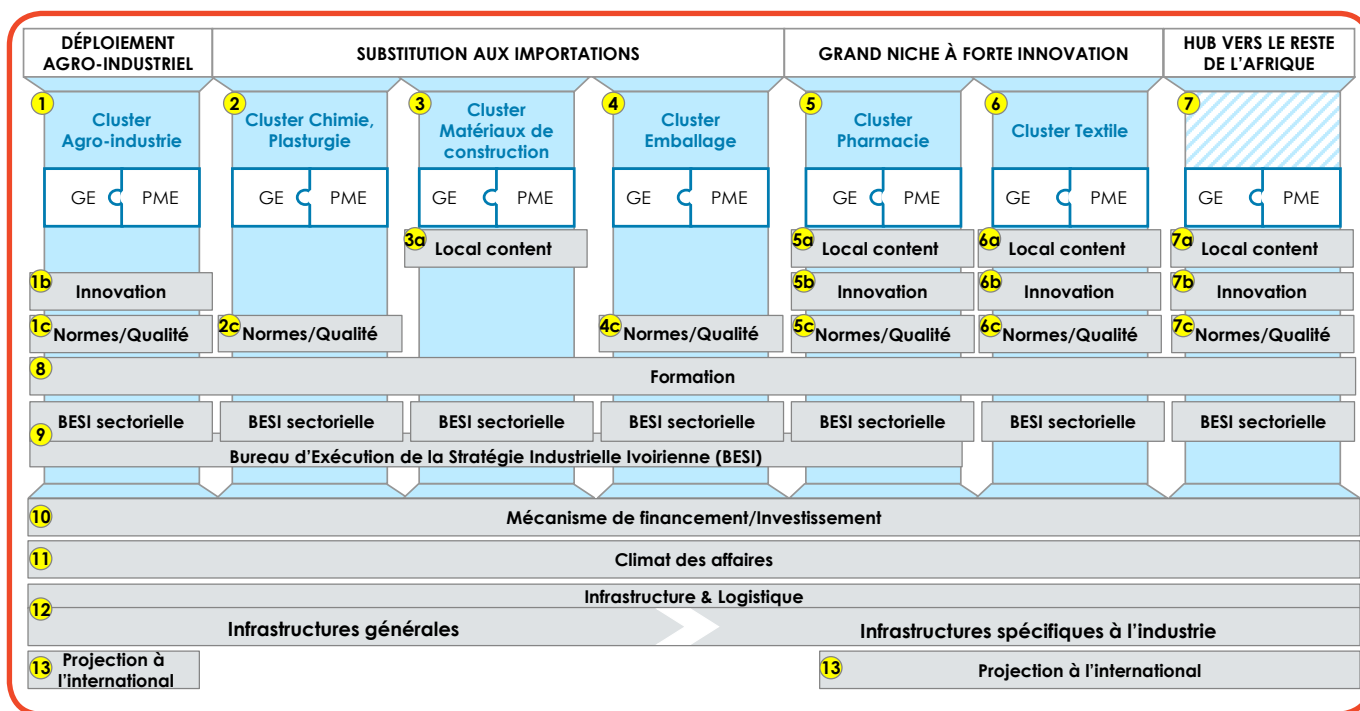 DÉPLOIEMENT
AGRO-INDUSTRIEL
SUBSTITUTION AUX IMPORTATIONS
GRAND NICHE À FORTE INNOVATION
HUB VERS LE RESTE
DE L'AFRIQUE
1
Cluster
Agro-industrie
2
Cluster Chimie,
Plasturgie
3
Cluster
Matériaux de
construction
4
Cluster
Emballage
5
Cluster
Pharmacie
6
Cluster Textile
7
GE PME
GE PME
GE PME
GE PME
GE PME
GE PME
GE PME
3a Local content
5a Local content
6a Local content
7a Local content
1b Innovation
5b Innovation
6b Innovation
7b Innovation
1c Normes/Qualité
2c Normes/Qualité
4c Normes/Qualité
5c Normes/Qualité
6c Normes/Qualité
7c Normes/Qualité
8 Formation
BESI sectorielle
BESI sectorielle
BESI sectorielle
BESI sectorielle
BESI sectorielle
BESI sectorielle
BESI sectorielle
9 Bureau d'Exécution de la Stratégie Industrielle Ivoirienne (BESI)
10 Mécanisme de financement/Investissement
11 Climat des affaires
12 Infrastructure & Logistique
Infrastructures générales
Infrastructures spécifiques à l'industrie
13 Projection à
l'international
13 Projection à l'international